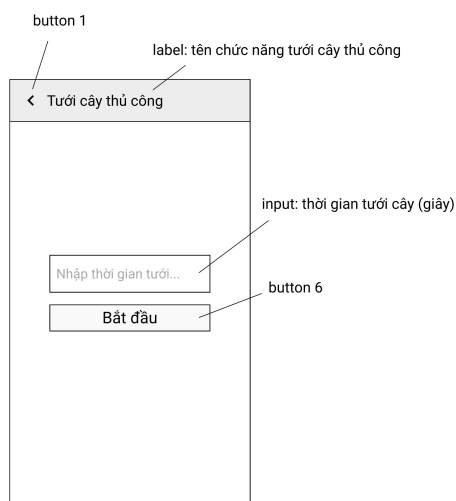 button 1
label: tên chức năng tưới cây thủ công
Tưới cây thủ công
input: thời gian tưới cây (giây)
Nhập thời gian tưới...
button 6
Bắt đầu